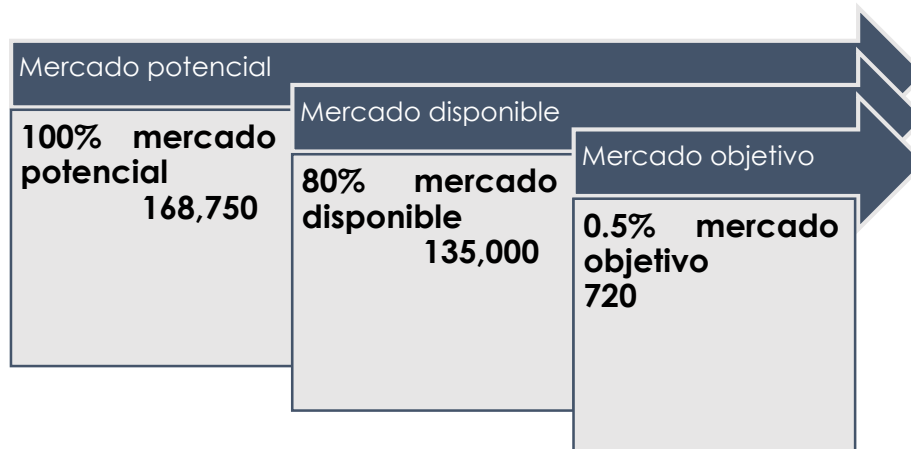 Mercado potencial
100% mercado
potencial
168,750
Mercado disponible
80% mercado
disponible
135,000
Mercado objetivo
0.5% mercado
objetivo
720